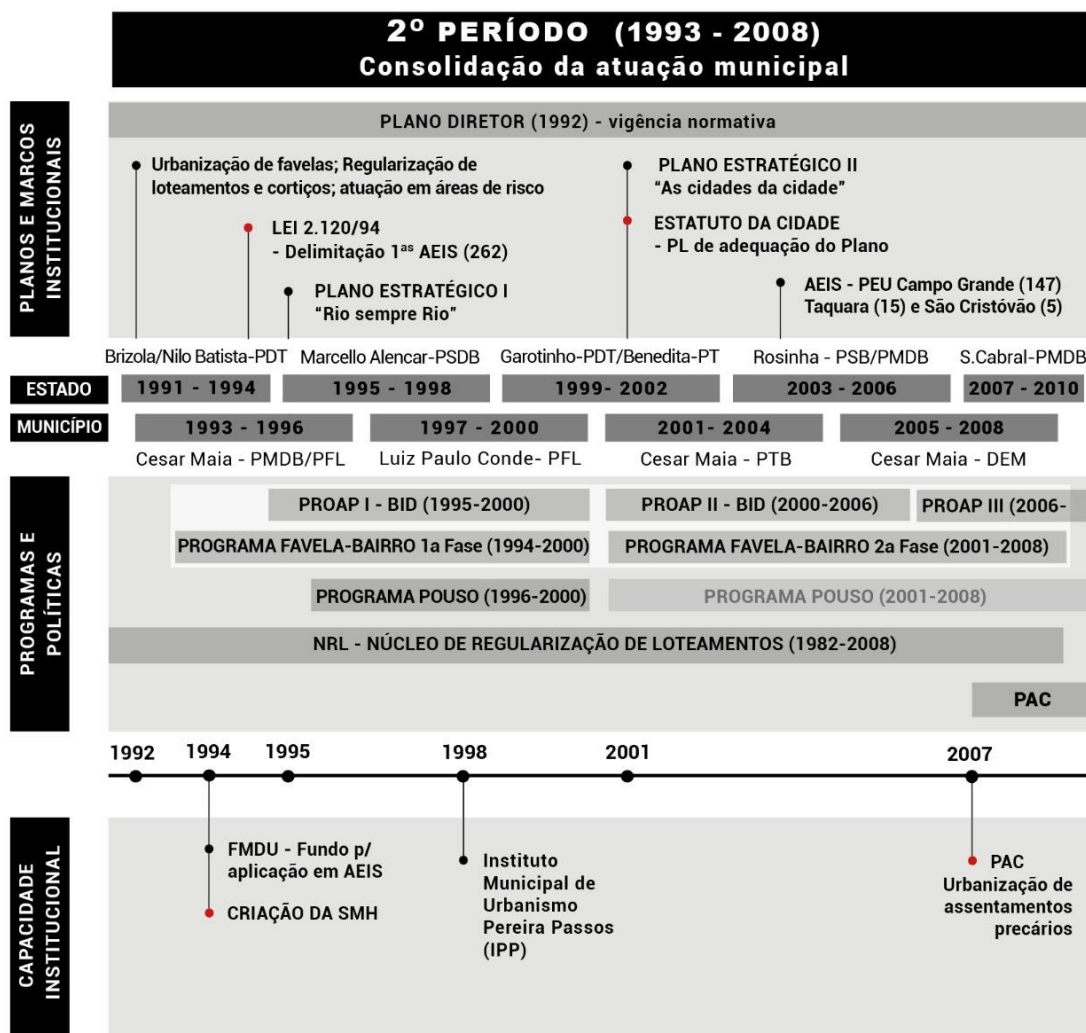 2º PERÍODO (1993 - 2008)
Consolidação da atuação municipal
PLANOS E MARCOS
INSTITUCIONAIS
PLANO DIRETOR (1992) - vigência normativa
Urbanização de favelas; Regularização de
loteamentos e cortiços; atuação em áreas de risco
LEI 2.120/94
- Delimitação 1ªˢ AEIS (262)
PLANO ESTRATÉGICO I
“Rio sempre Rio”
PLANO ESTRATÉGICO II
“As cidades da cidade”
ESTATUTO DA CIDADE
- PL de adequação do Plano
AEIS - PEU Campo Grande (147)
Taquara (15) e São Cristóvão (5)
Brizola/Nilo Batista-PDT
Marcello Alencar-PSDB
Garotinho-PDT/Benedita-PT
Rosinha - PSB/PMDB
S.Cabral-PMDB
ESTADO
1991 - 1994
1995 - 1998
1999- 2002
2003 - 2006
2007 - 2010
MUNICÍPIO
1993 - 1996
1997 - 2000
2001- 2004
2005 - 2008
Cesar Maia - PMDB/PFL
Luiz Paulo Conde- PFL
Cesar Maia - PTB
Cesar Maia - DEM
PROGRAMAS E
POLÍTICAS
PROAP I - BID (1995-2000)
PROAP II - BID (2000-2006)
PROAP III (2006-
PROGRAMA FAVELA-BAIRRO 1a Fase (1994-2000)
PROGRAMA FAVELA-BAIRRO 2a Fase (2001-2008)
PROGRAMA POUSO (1996-2000)
PROGRAMA POUSO (2001-2008)
NRL - NÚCLEO DE REGULARIZAÇÃO DE LOTEAMENTOS (1982-2008)
PAC
1992
1994
1995
1998
2001
2007
CAPACIDADE
INSTITUCIONAL
FMDU - Fundo p/
aplicação em AEIS
CRIAÇÃO DA SMH
Instituto
Municipal de
Urbanismo
Pereira Passos
(IPP)
PAC
Urbanização de
assentamentos
precários